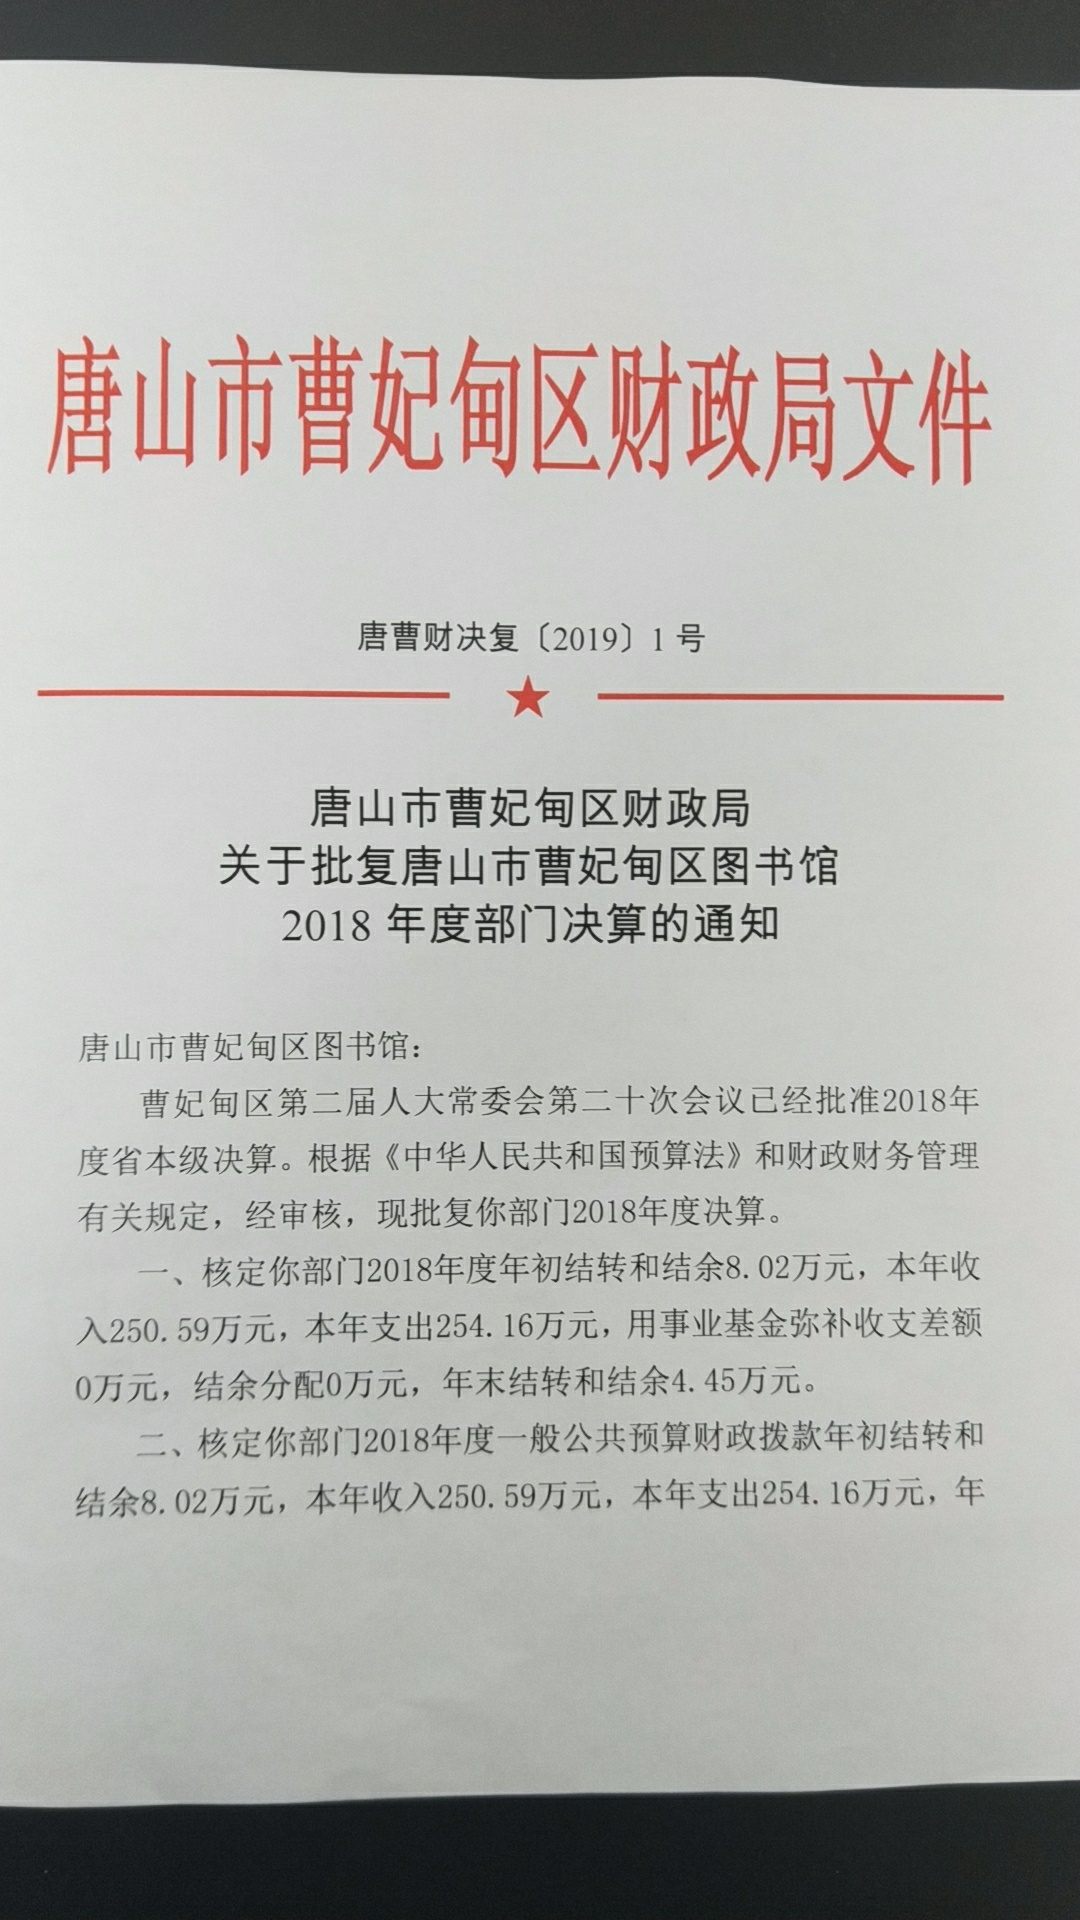 唐山市曹妃甸区财政局文件
唐曹财决复〔2019〕1 号
唐山市曹妃甸区财政局
关于批复唐山市曹妃甸区图书馆
2018 年度部门决算的通知
唐山市曹妃甸区图书馆：
曹妃甸区第二届人大常委会第二十次会议已经批准2018年
度省本级决算。根据《中华人民共和国预算法》和财政财务管理
有关规定，经审核，现批复你部门2018年度决算。
一、核定你部门2018年度年初结转和结余8.02万元，本年收
入250.59万元，本年支出254.16万元，用事业基金弥补收支差额
0万元，结余分配0万元，年末结转和结余4.45万元。
二、核定你部门2018年度一般公共预算财政拨款年初结转和
结余8.02万元，本年收入250.59万元，本年支出254.16万元，年